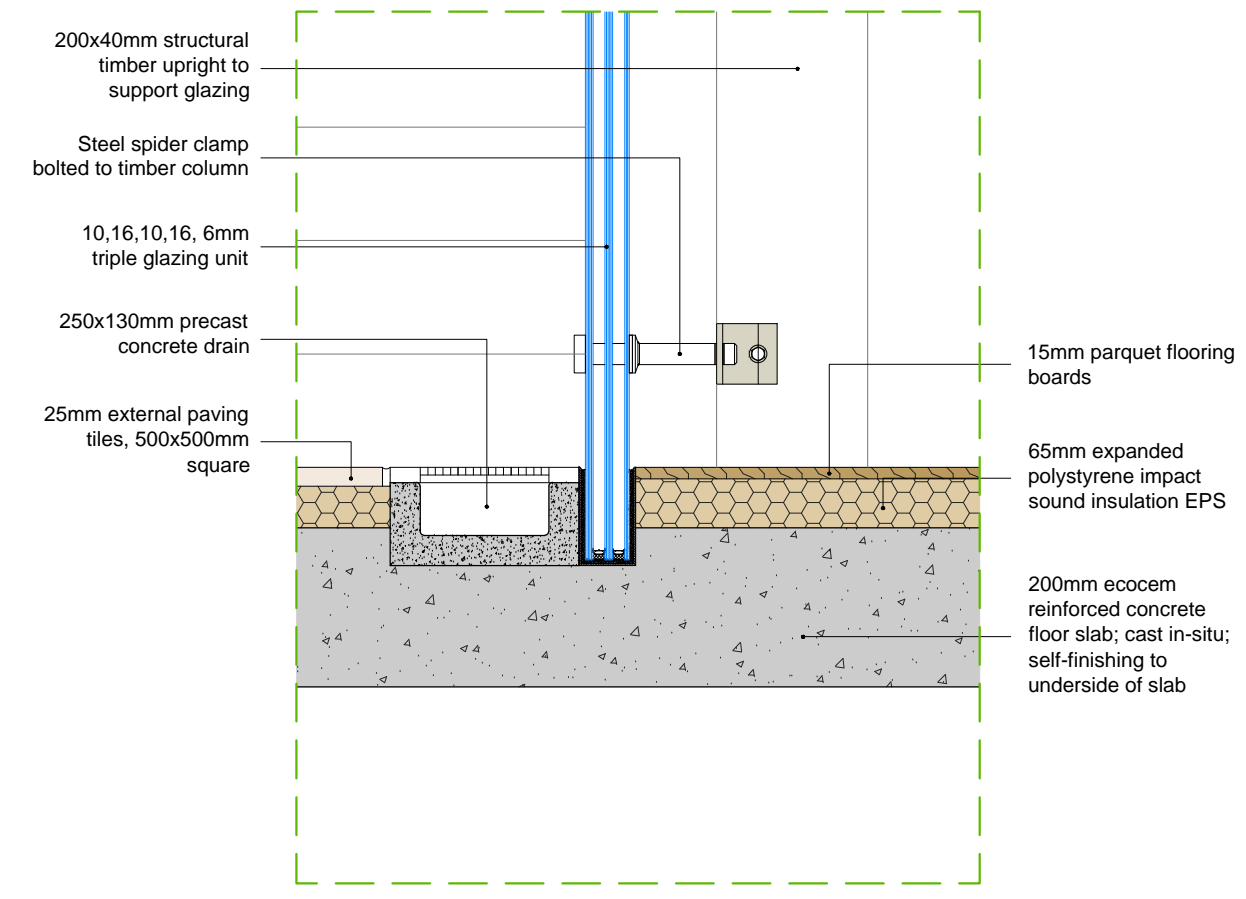 200x40mm structural
timber upright to
support glazing
Steel spider clamp
bolted to timber column
10,16,10,16, 6mm
triple glazing unit
250x130mm precast
concrete drain
25mm external paving
tiles, 500x500mm
square
15mm parquet flooring
boards
65mm expanded
polystyrene impact
sound insulation EPS
200mm ecocem
reinforced concrete
floor slab; cast in-situ;
self-finishing to
underside of slab